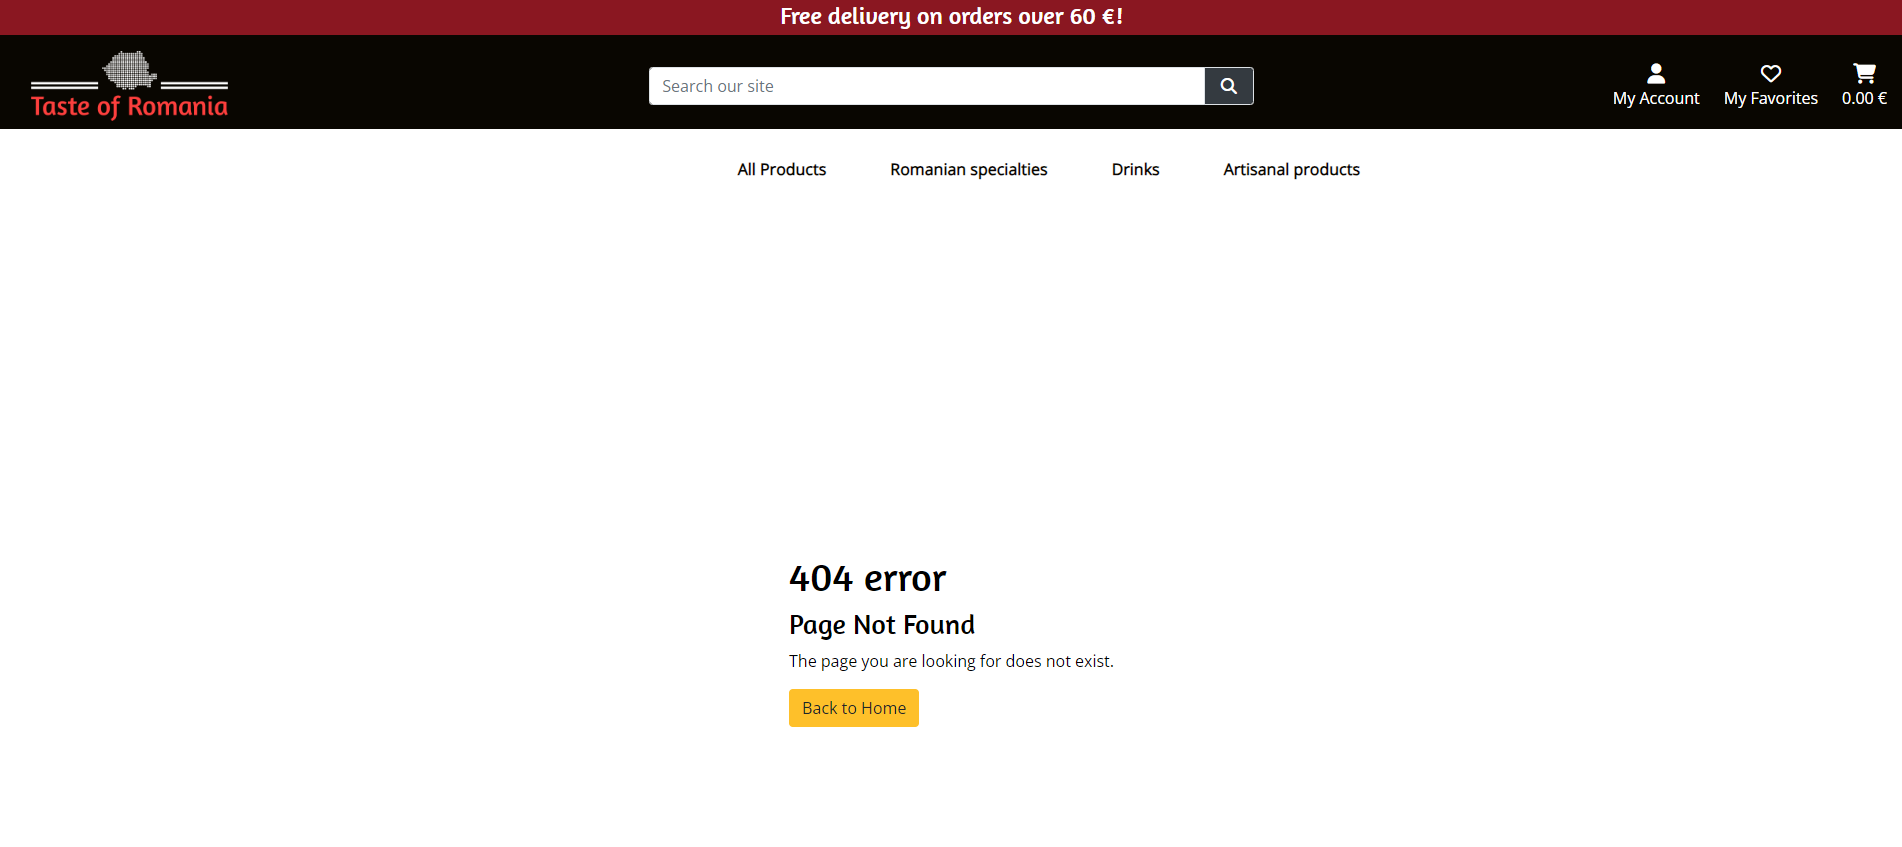 Free delivery on orders over 60 €!
Taste of Romania
Search our site
My Account
My Favorites
0.00 €
All Products
Romanian specialties
Drinks
Artisanal products
404 error
Page Not Found
The page you are looking for does not exist.
Back to Home